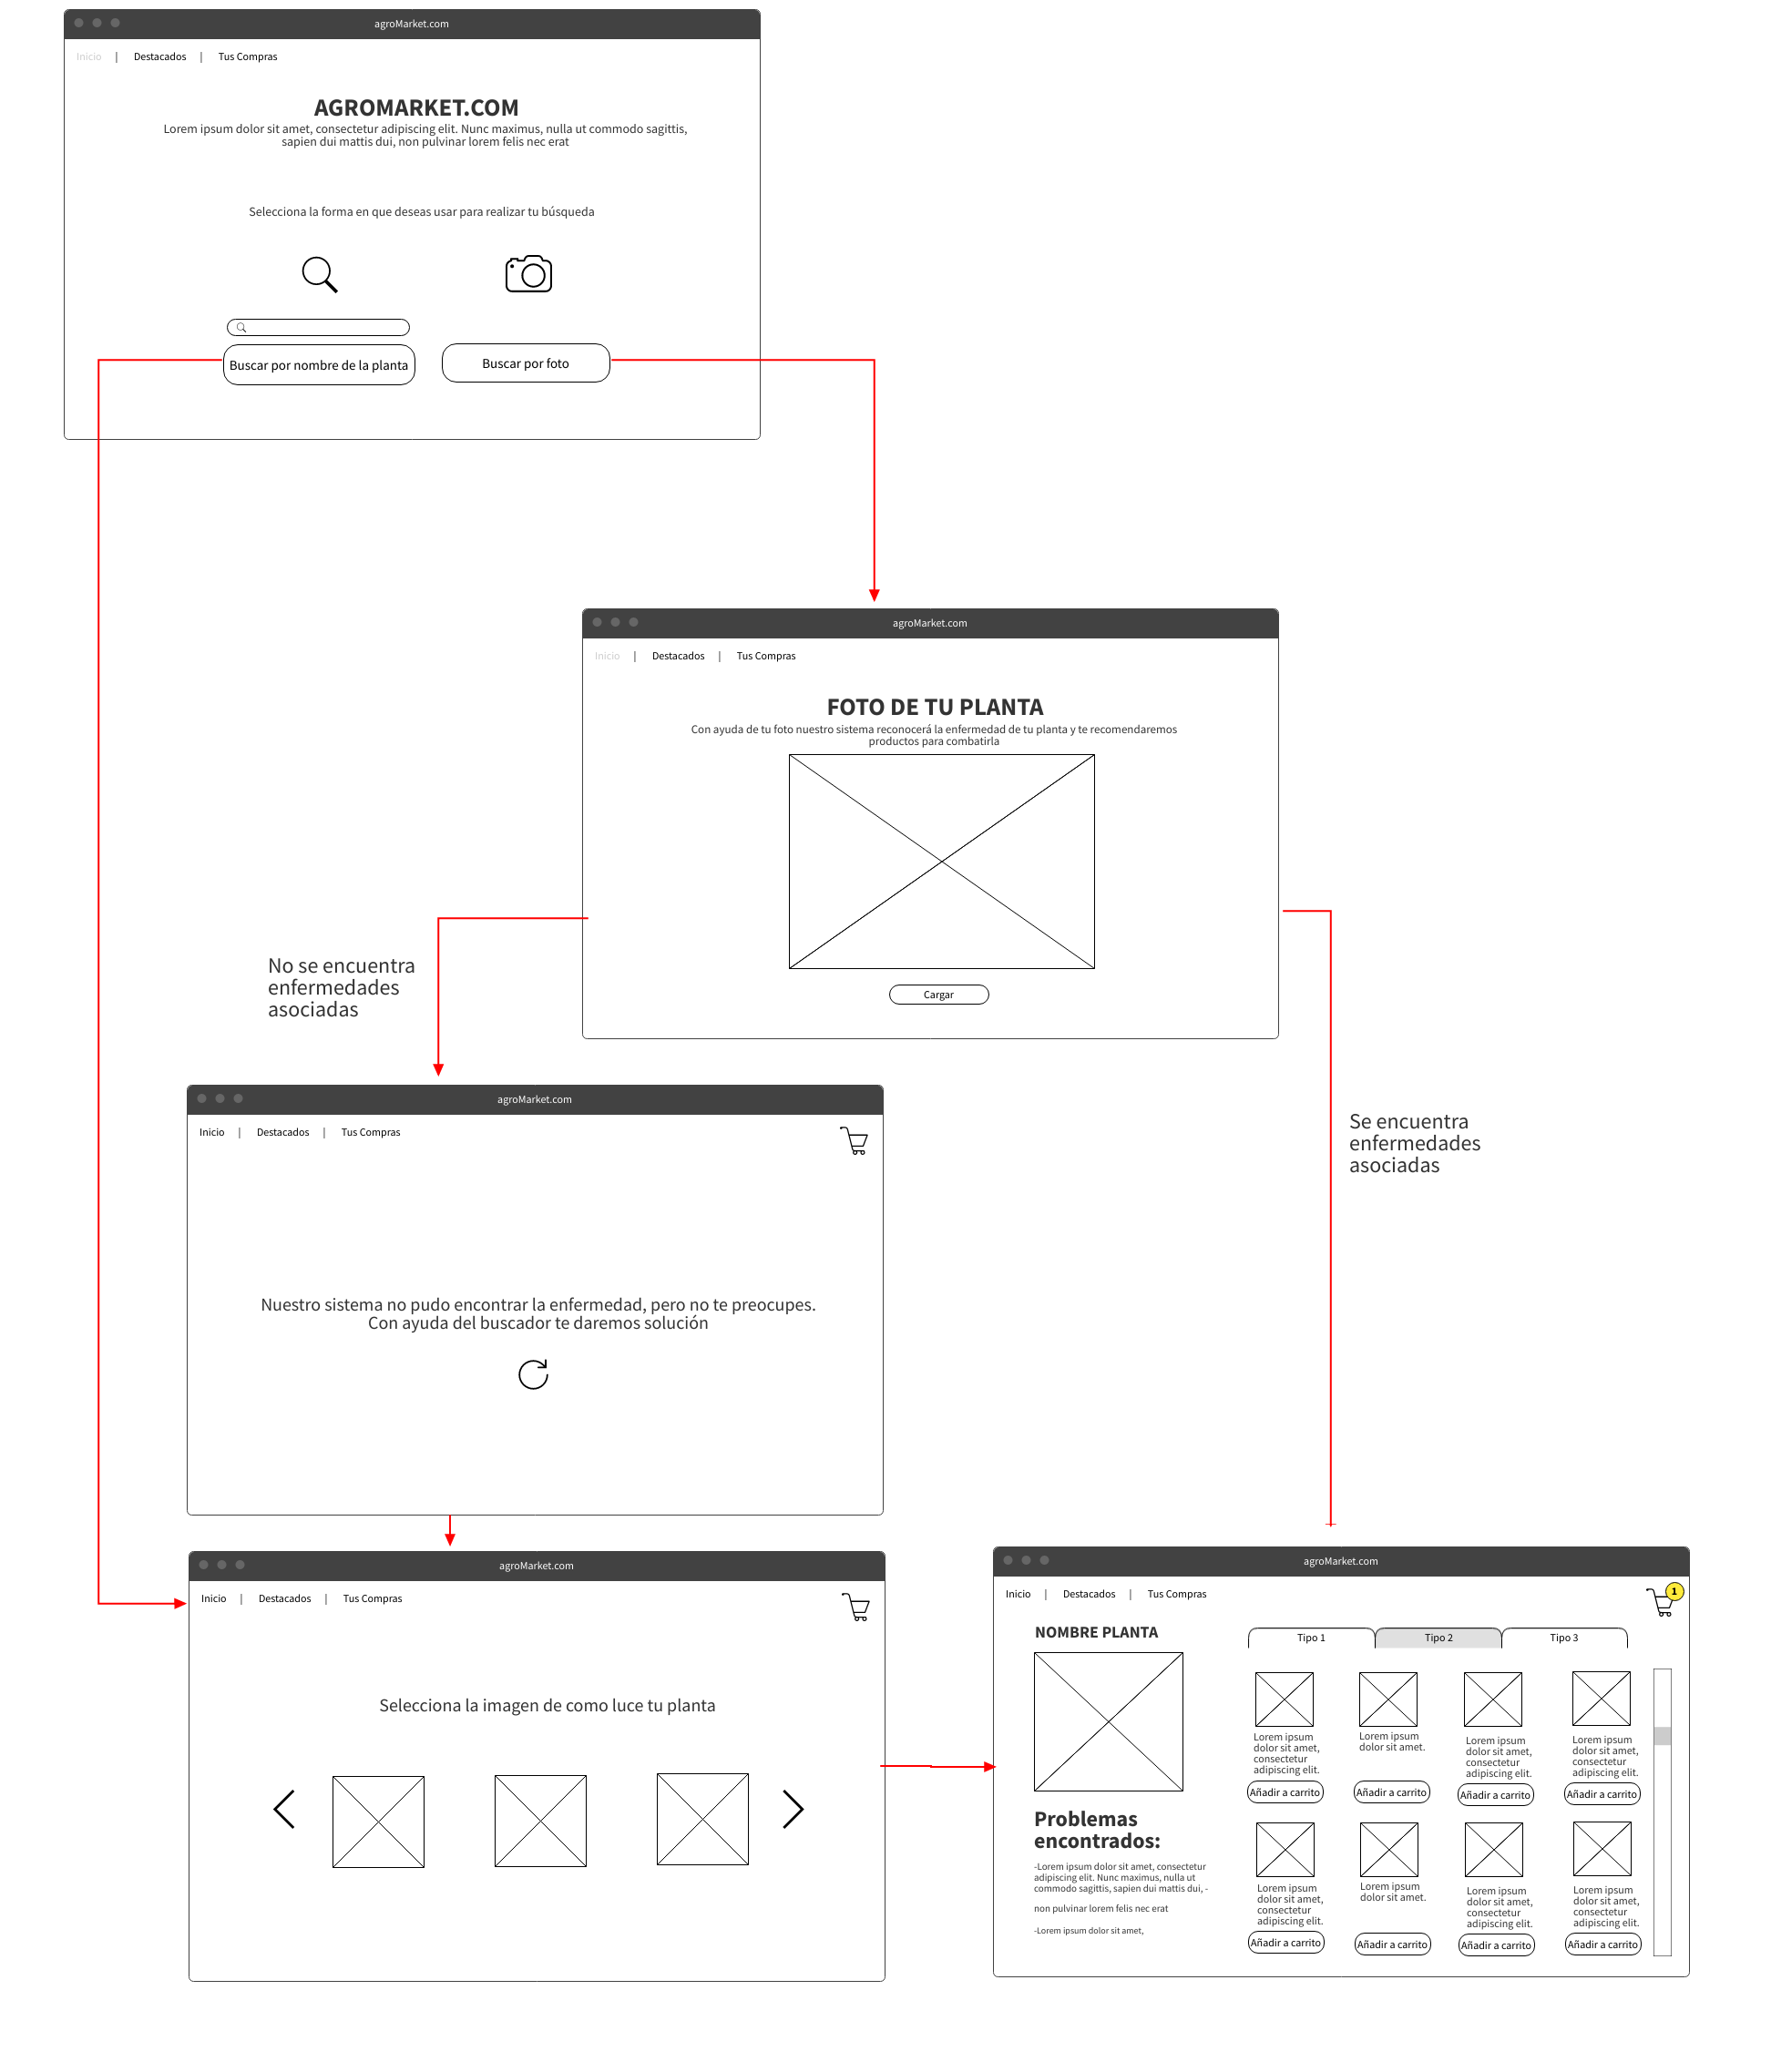 agroMarket.com
Inicio | Destacados | Tus Compras
AGROMARKET.COM
Lorem ipsum dolor sit amet, consectetur adipiscing elit. Nunc maximus, nulla ut commodo sagittis,
sapien dui mattis dui, non pulvinar lorem felis nec erat
Selecciona la forma en que deseas usar para realizar tu búsqueda
Buscar por nombre de la planta
Buscar por foto
agroMarket.com
Inicio | Destacados | Tus Compras
FOTO DE TU PLANTA
Con ayuda de tu foto nuestro sistema reconocerá la enfermedad de tu planta y te recomendaremos
productos para combatirla
Cargar
No se encuentra
enfermedades
asociadas
Se encuentra
enfermedades
asociadas
agroMarket.com
Inicio | Destacados | Tus Compras
Nuestro sistema no pudo encontrar la enfermedad, pero no te preocupes.
Con ayuda del buscador te daremos solución
agroMarket.com
Inicio | Destacados | Tus Compras
Selecciona la imagen de como luce tu planta
agroMarket.com
Inicio | Destacados | Tus Compras
1
NOMBRE PLANTA
Problemas
encontrados:
-Lorem ipsum dolor sit amet, consectetur
adipiscing elit. Nunc maximus, nulla ut
commodo sagittis, sapien dui mattis dui, -
non pulvinar lorem felis nec erat
-Lorem ipsum dolor sit amet,
Tipo 1
Tipo 2
Tipo 3
Lorem ipsum
dolor sit amet,
consectetur
adipiscing elit.
Añadir a carrito
Lorem ipsum
dolor sit amet.
Añadir a carrito
Lorem ipsum
dolor sit amet,
consectetur
adipiscing elit.
Añadir a carrito
Lorem ipsum
dolor sit amet,
consectetur
adipiscing elit.
Añadir a carrito
Lorem ipsum
dolor sit amet,
consectetur
adipiscing elit.
Añadir a carrito
Lorem ipsum
dolor sit amet.
Añadir a carrito
Lorem ipsum
dolor sit amet,
consectetur
adipiscing elit.
Añadir a carrito
Lorem ipsum
dolor sit amet,
consectetur
adipiscing elit.
Añadir a carrito